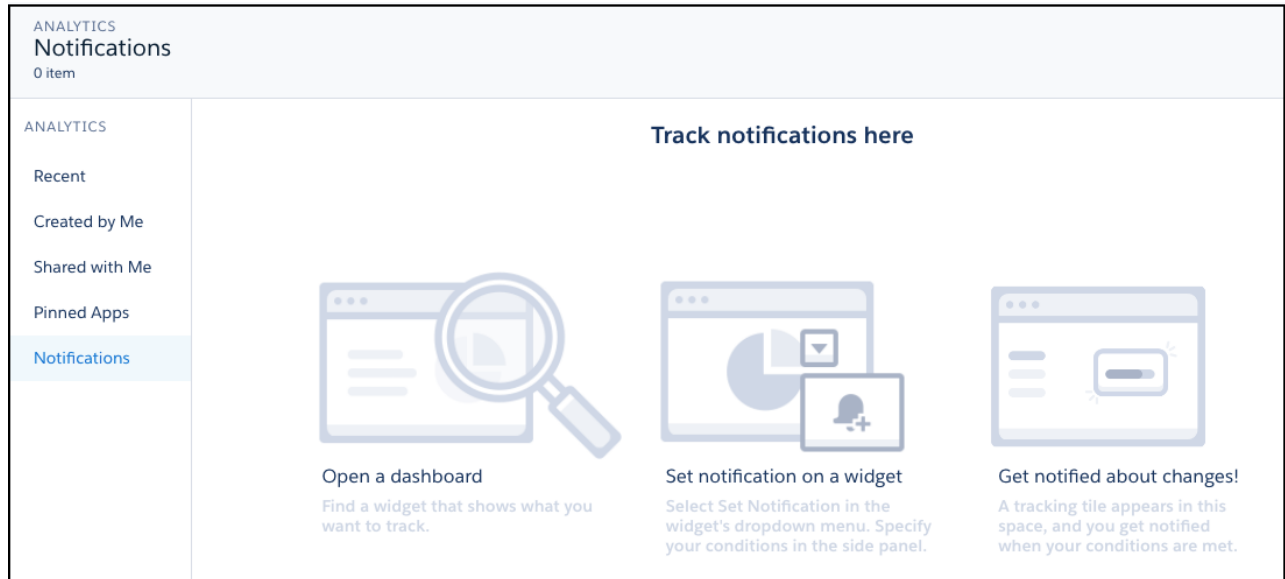 ANALYTICS
Notifications
0 item
ANALYTICS
Recent
Created by Me
Shared with Me
Pinned Apps
Notifications
Track notifications here
Open a dashboard
Find a widget that shows what you
want to track.
Set notification on a widget
Select Set Notification in the
widget's dropdown menu. Specify
your conditions in the side panel.
Get notified about changes!
A tracking tile appears in this
space, and you get notified
when your conditions are met.